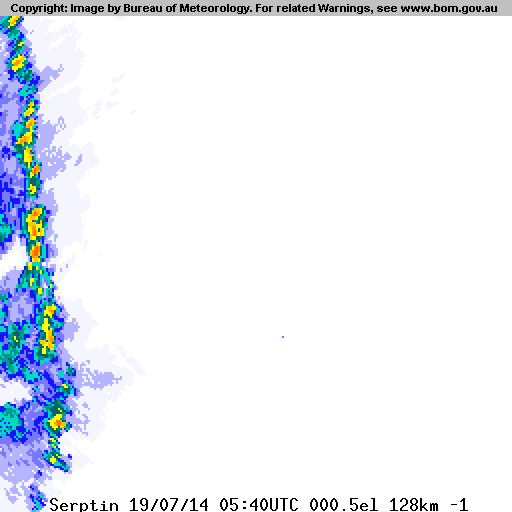 Copyright: Image by Bureau of Meteorology. For related Warnings, see www.bom.gov.au
Serptin 19/07/14 05:40UTC 000.5el 128km -1